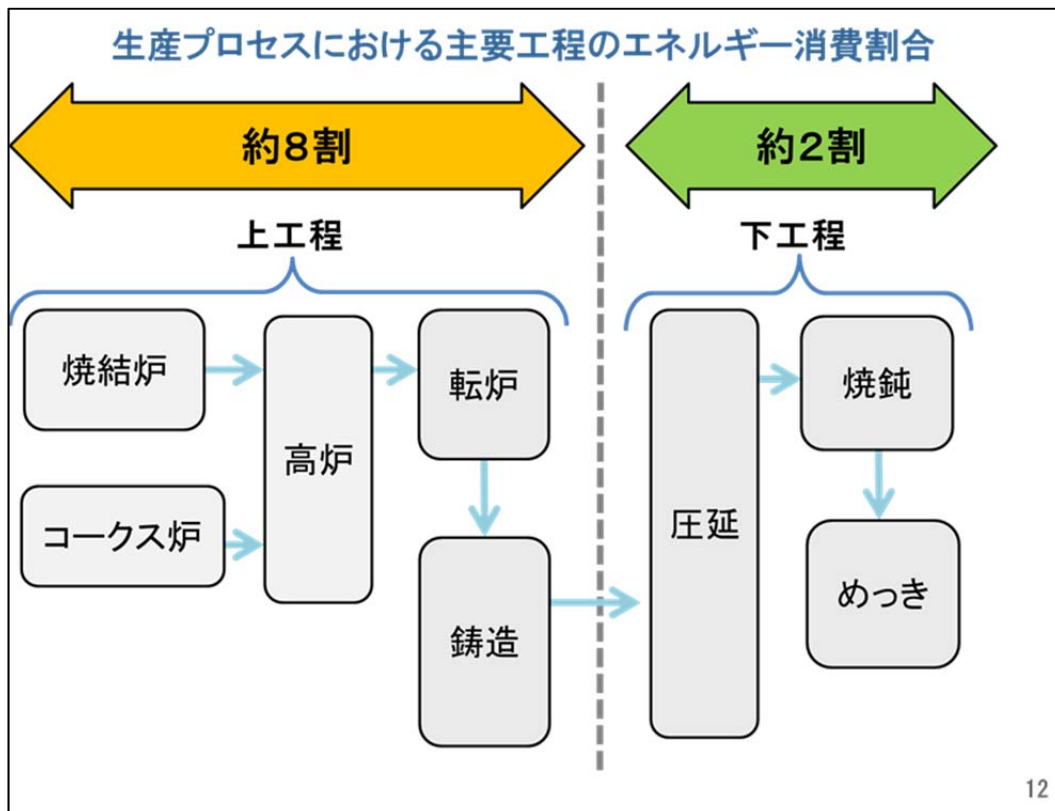 生産プロセスにおける主要工程のエネルギー消費割合
約8割
約2割
上工程
下工程
焼結炉
コークス炉
高炉
転炉
鋳造
圧延
焼鈍
めっき
12